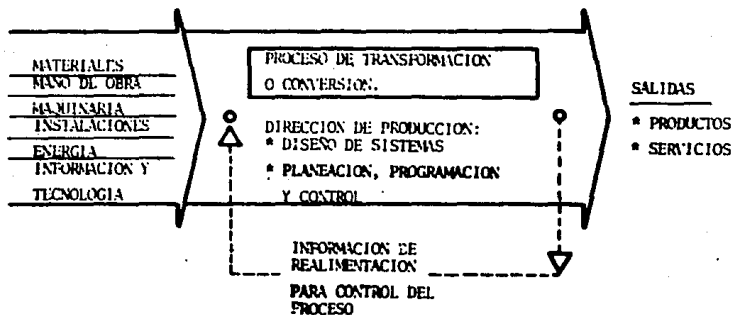 MATERIALES
MANO DE OBRA
MAQUINARIA
INSTALACIONES
ENERGIA
INFORMACION Y
TECNOLOGIA
PROCESO DE TRANSFORMACION
O CONVERSION.
DIRECCION DE PRODUCCION:
* DISEÑO DE SISTEMAS
* PLANEACION, PROGRAMACION
Y CONTROL
INFORMACION DE
REALIMENTACION
PARA CONTROL DEL
PROCESO
SALIDAS
* PRODUCTOS
* SERVICIOS